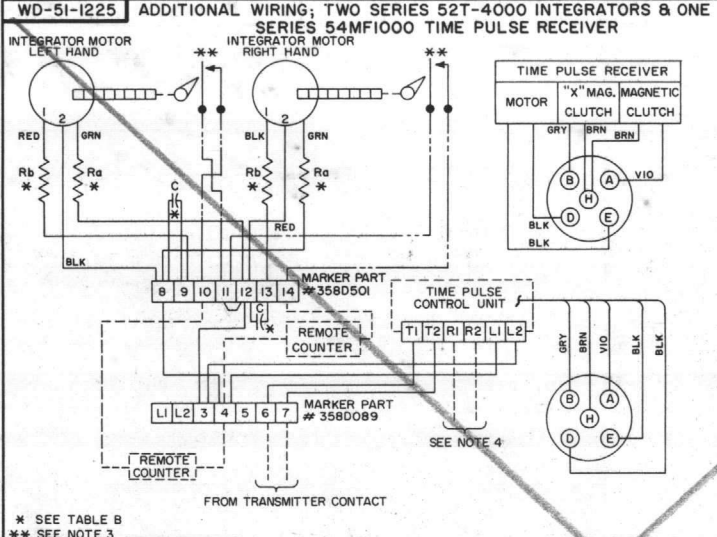 WD-51-1225
ADDITIONAL WIRING; TWO SERIES 52T-4000 INTEGRATORS & ONE
SERIES 54MF1000 TIME PULSE RECEIVER
INTEGRATOR MOTOR
LEFT HAND
**
INTEGRATOR MOTOR
RIGHT HAND
**
TIME PULSE RECEIVER
MOTOR
"X" MAG.
CLUTCH
MAGNETIC
CLUTCH
1
2
1
2
RED
GRN
BLK
GRN
GRY
BRN
BRN
VIO
Rb
*
Ra
*
C
*
Rb
*
Ra
*
B
A
H
D
E
BLK
BLK
RED
BLK
8 9 10 11 12 13 14
MARKER PART
#358D501
C
*
REMOTE
COUNTER
TIME PULSE
CONTROL UNIT
T1 T2 R1 R2 L1 L2
GRY
BRN
VIO
BLK
BLK
B
A
H
D
E
L1 L2 3 4 5 6 7
MARKER PART
# 358D089
SEE NOTE 4
REMOTE
COUNTER
FROM TRANSMITTER CONTACT
* SEE TABLE B
** SEE NOTE 3